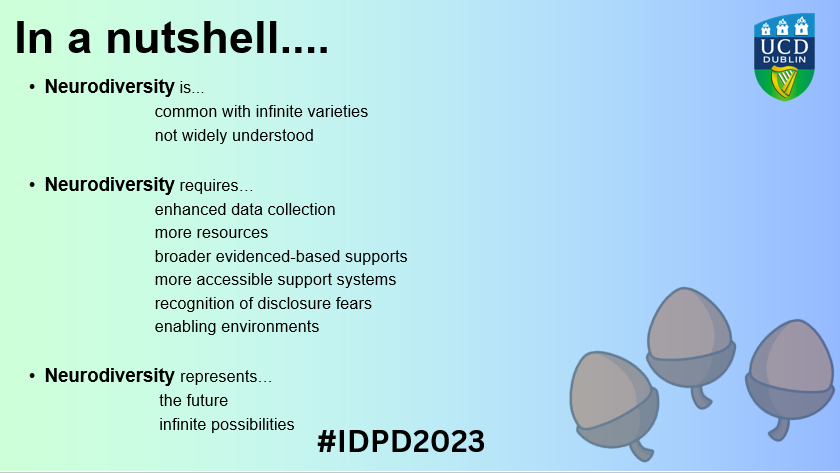 In a nutshell....
UCD
DUBLIN
• Neurodiversity is...
common with infinite varieties
not widely understood
• Neurodiversity requires…
enhanced data collection
more resources
broader evidenced-based supports
more accessible support systems
recognition of disclosure fears
enabling environments
• Neurodiversity represents…
the future
infinite possibilities
#IDPD2023